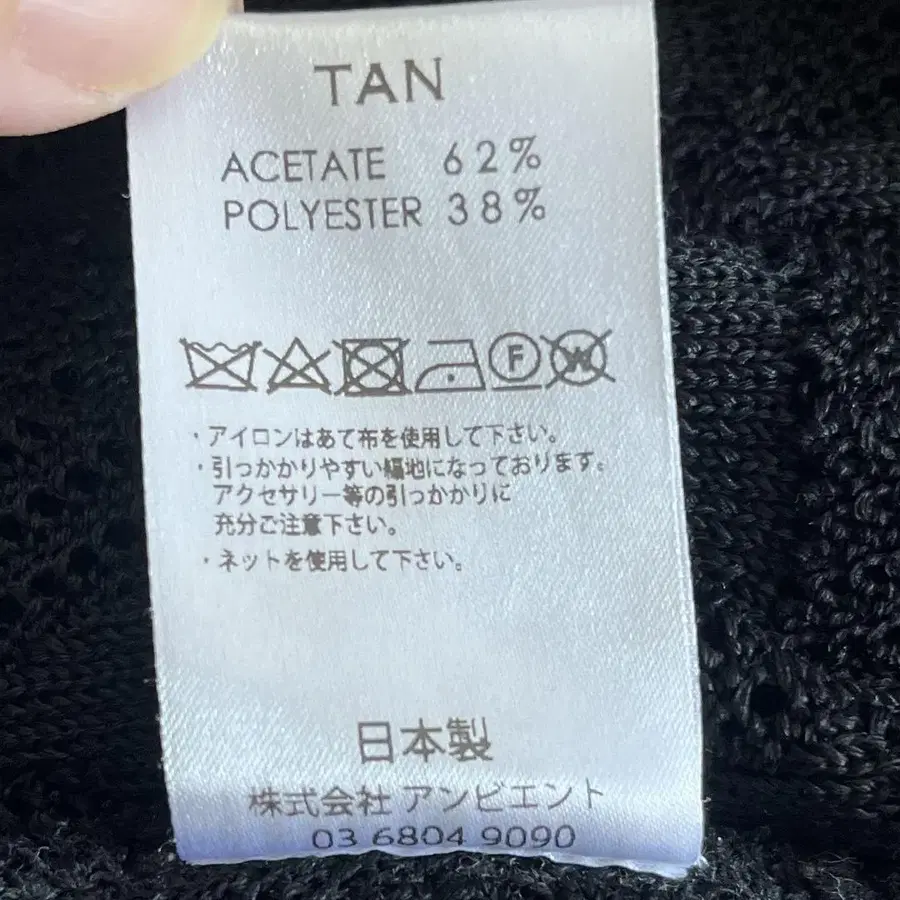 TAN
ACETATE 62%
POLYESTER 38%
F W
・アイロンはあて布を使用して下さい。
・引っかかりやすい編地になっております。
アクセサリー等の引っかかりに
充分ご注意下さい。
・ネットを使用して下さい。
日本製
株式会社 アンビエント
03 6804 9090